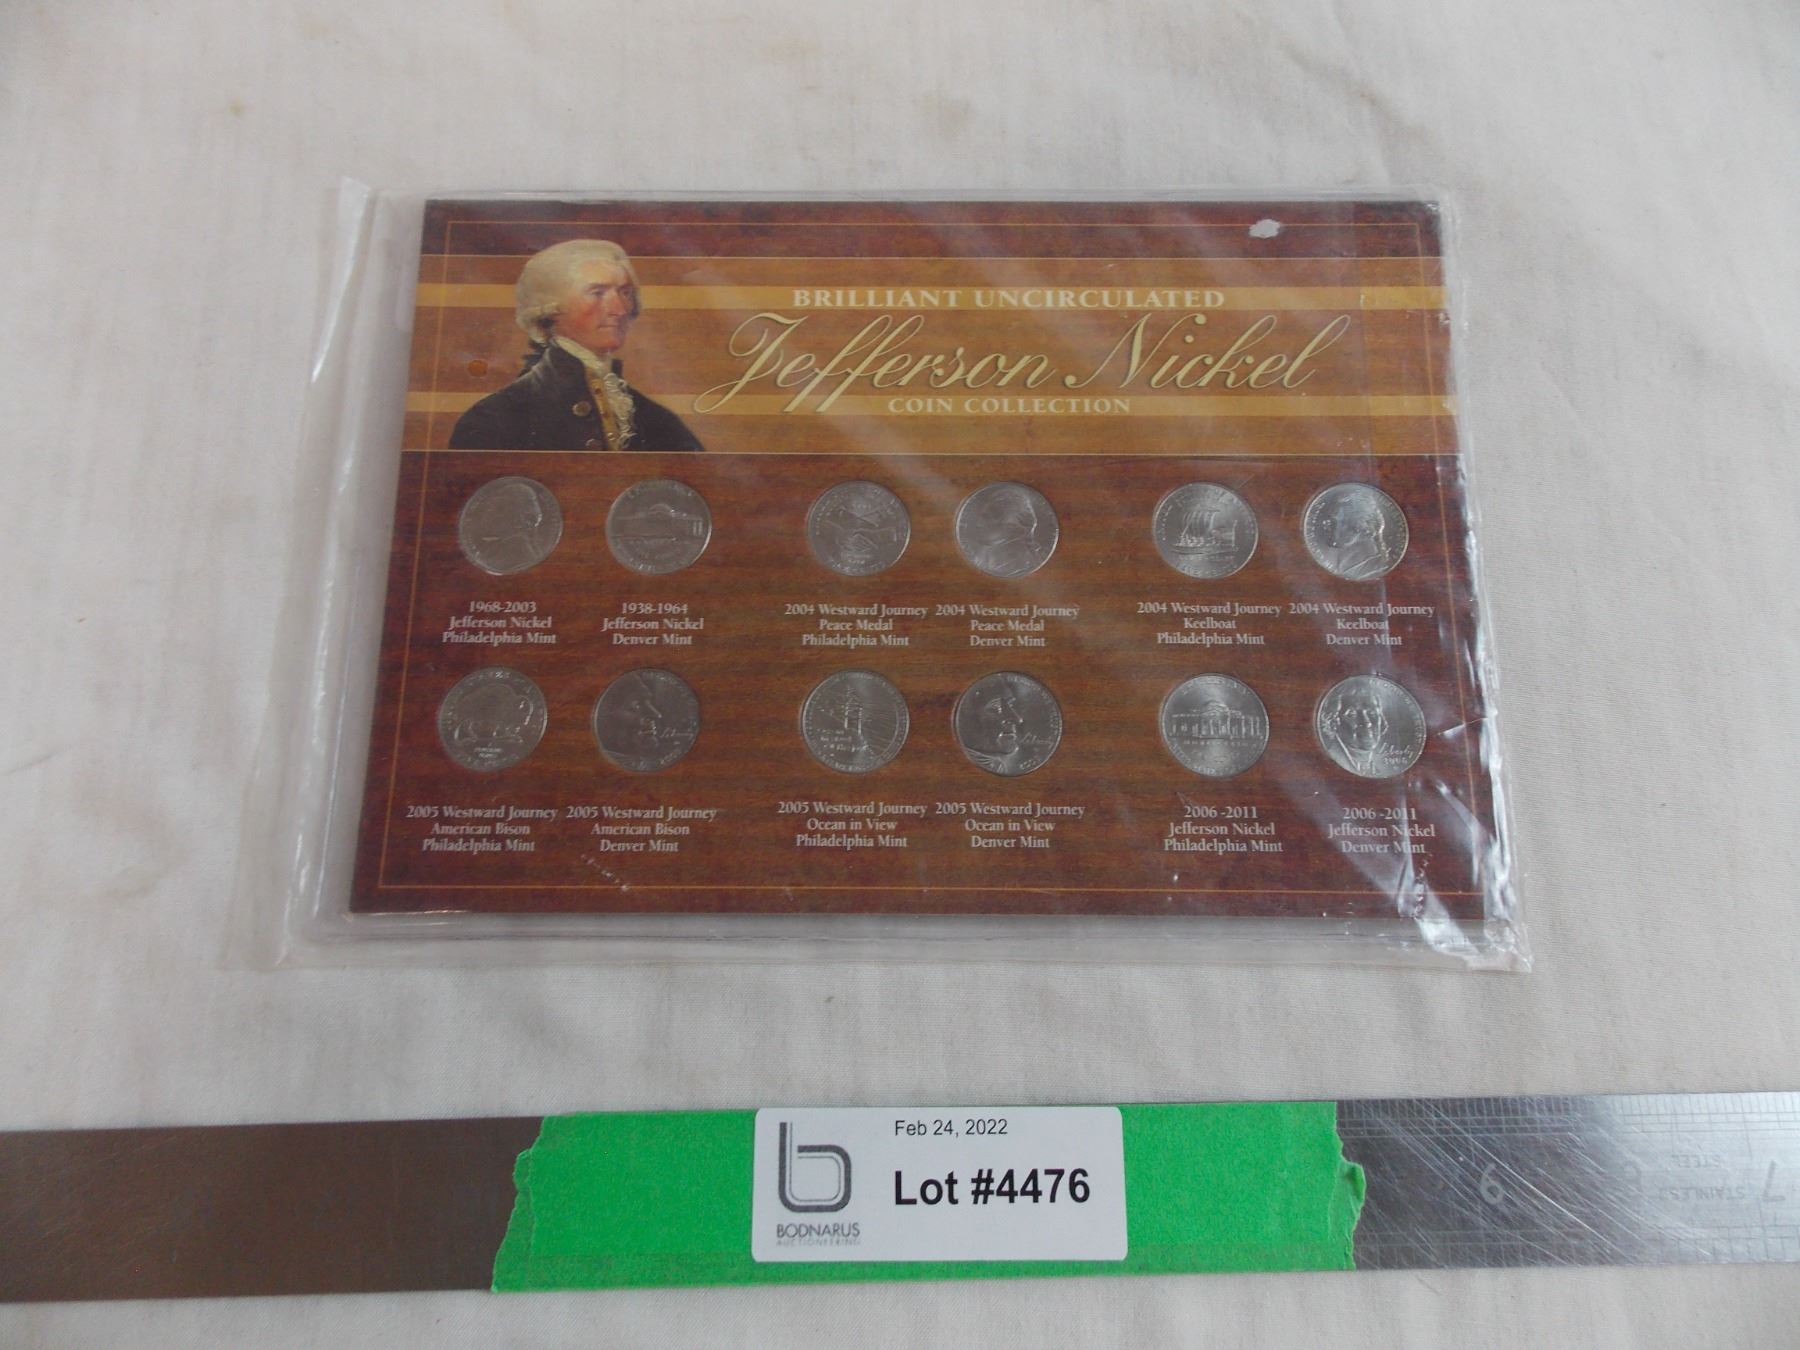 BRILLIANT UNCIRCULATED
Jefferson Nickel
COIN COLLECTION
1968-2003
Jefferson Nickel
Philadelphia Mint
1938-1964
Jefferson Nickel
Denver Mint
2004 Westward Journey
Peace Medal
Philadelphia Mint
2004 Westward Journey
Peace Medal
Denver Mint
2004 Westward Journey
Keelboat
Philadelphia Mint
2004 Westward Journey
Keelboat
Denver Mint
Liberty
2006
2005 Westward Journey
American Bison
Philadelphia Mint
2005 Westward Journey
American Bison
Denver Mint
2005 Westward Journey
Ocean in View
Philadelphia Mint
2005 Westward Journey
Ocean in View
Denver Mint
2006 -2011
Jefferson Nickel
Philadelphia Mint
2006 -2011
Jefferson Nickel
Denver Mint
Feb 24, 2022
Lot #4476
BODNARUS
AUCTIONEERING
STAINLESS
STEEL
7